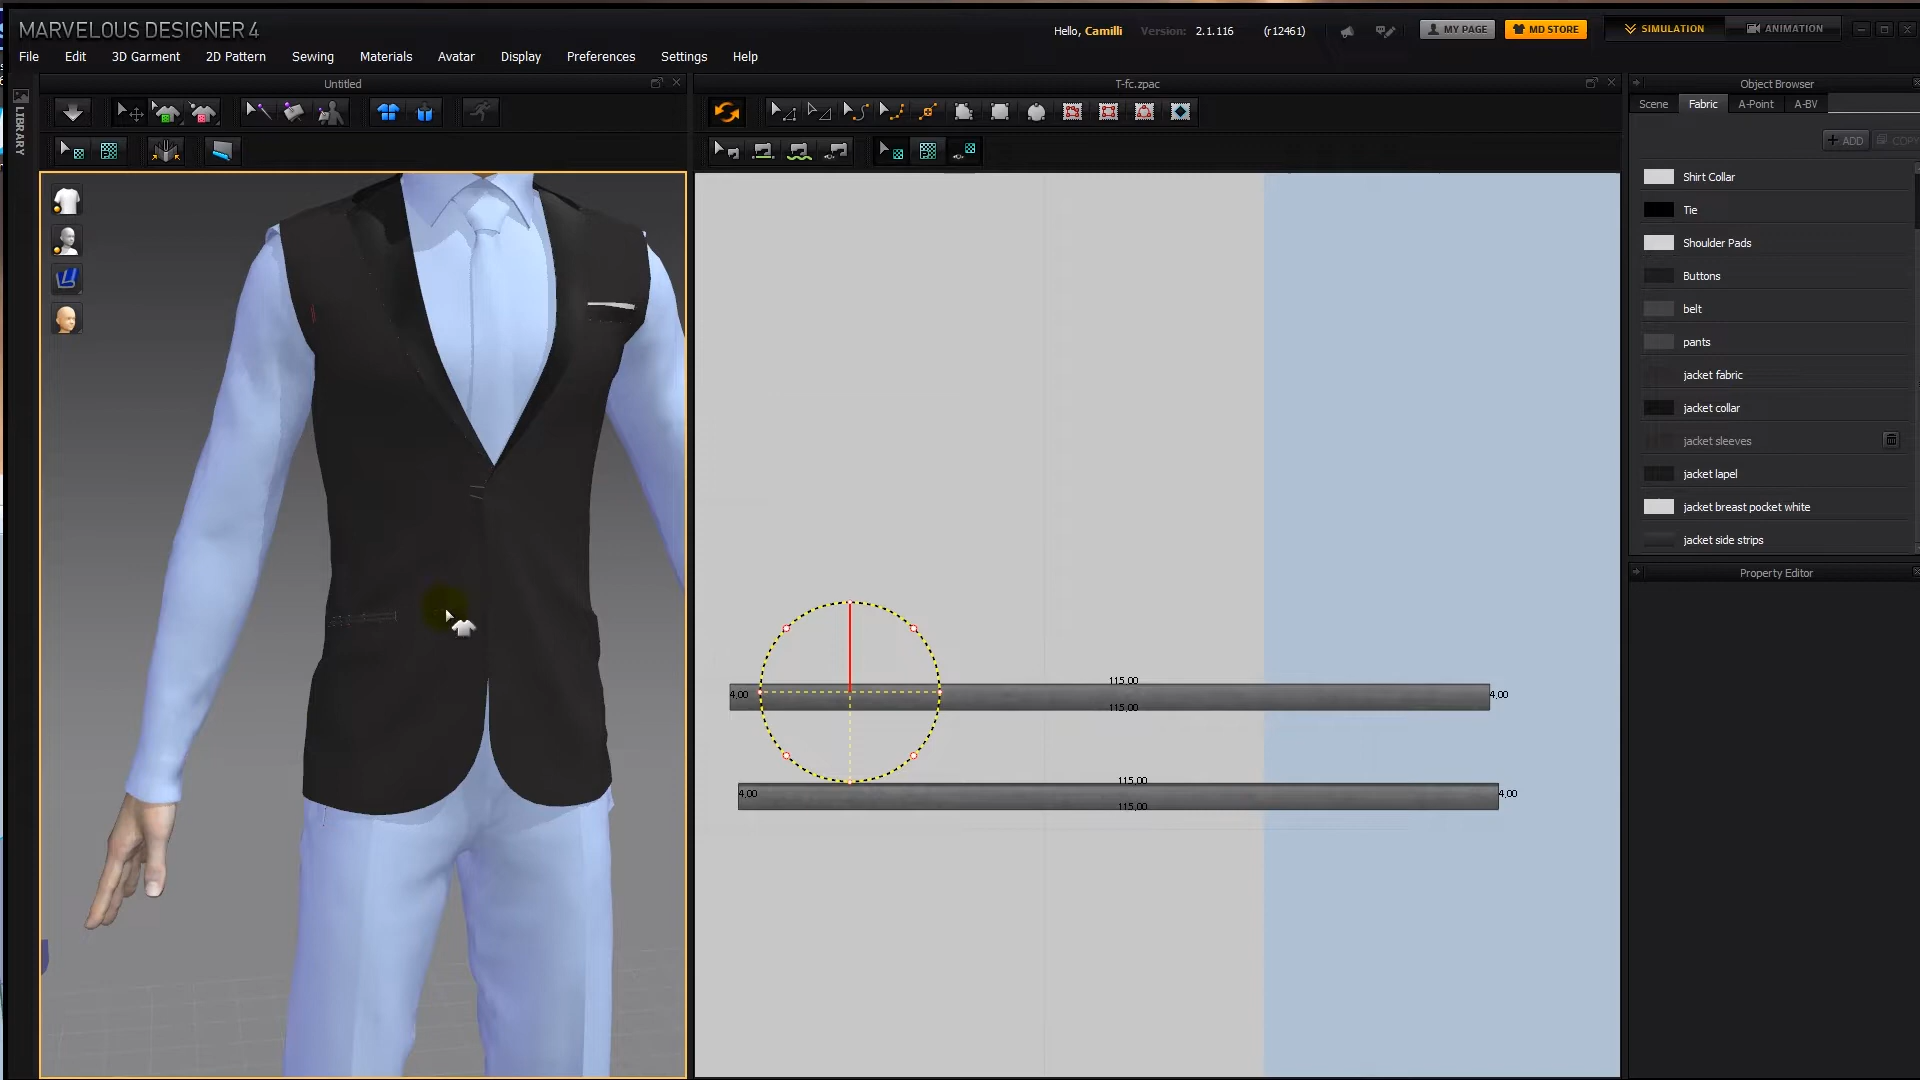 MARVELOUS DESIGNER 4
Hello, Camilli Version: 2.1.116 (r12461) MY PAGE MD STORE SIMULATION ANIMATION
File Edit 3D Garment 2D Pattern Sewing Materials Avatar Display Preferences Settings Help
Untitled T-fc.zpac Object Browser
LIBRARY
Scene Fabric A-Point A-BV
+ ADD COPY
Shirt Collar
Tie
Shoulder Pads
Buttons
belt
pants
jacket fabric
jacket collar
jacket sleeves
jacket lapel
jacket breast pocket white
jacket side strips
Property Editor
115,00
4,00 4,00
115,00
115,00
4,00 4,00
115,00